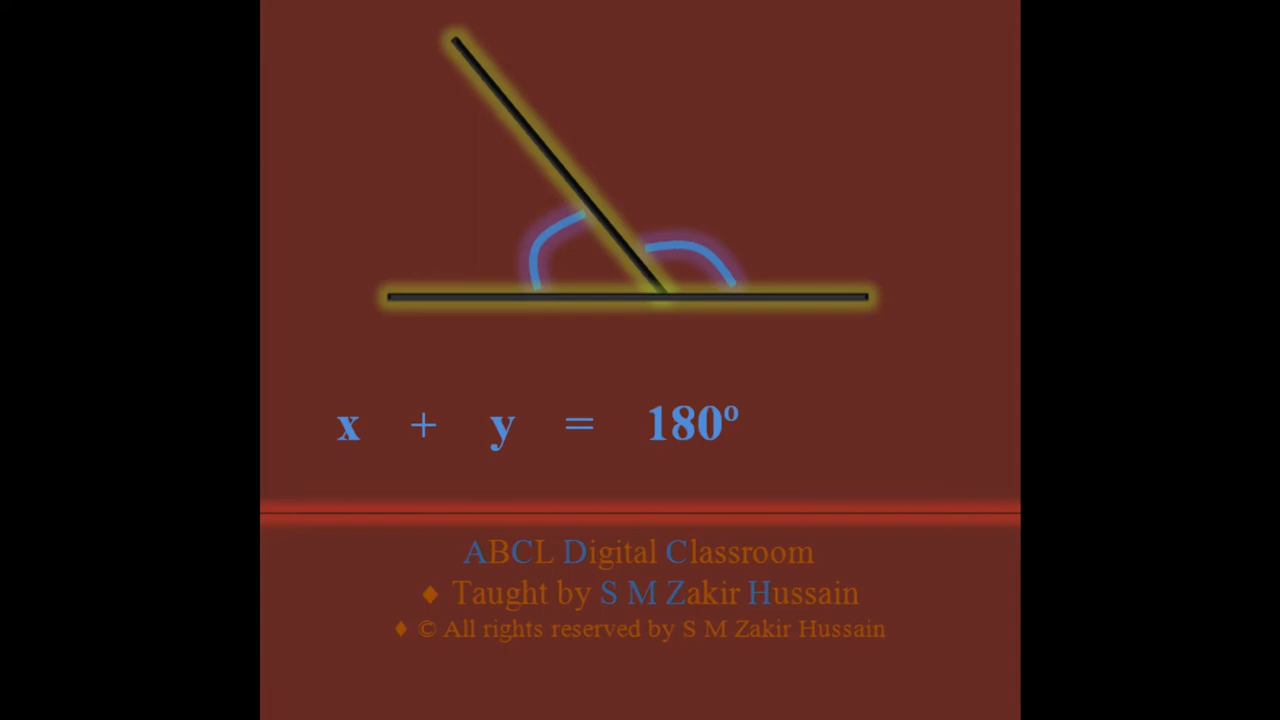 x + y = 180º
ABCL Digital Classroom
♦ Taught by S M Zakir Hussain
♦ © All rights reserved by S M Zakir Hussain